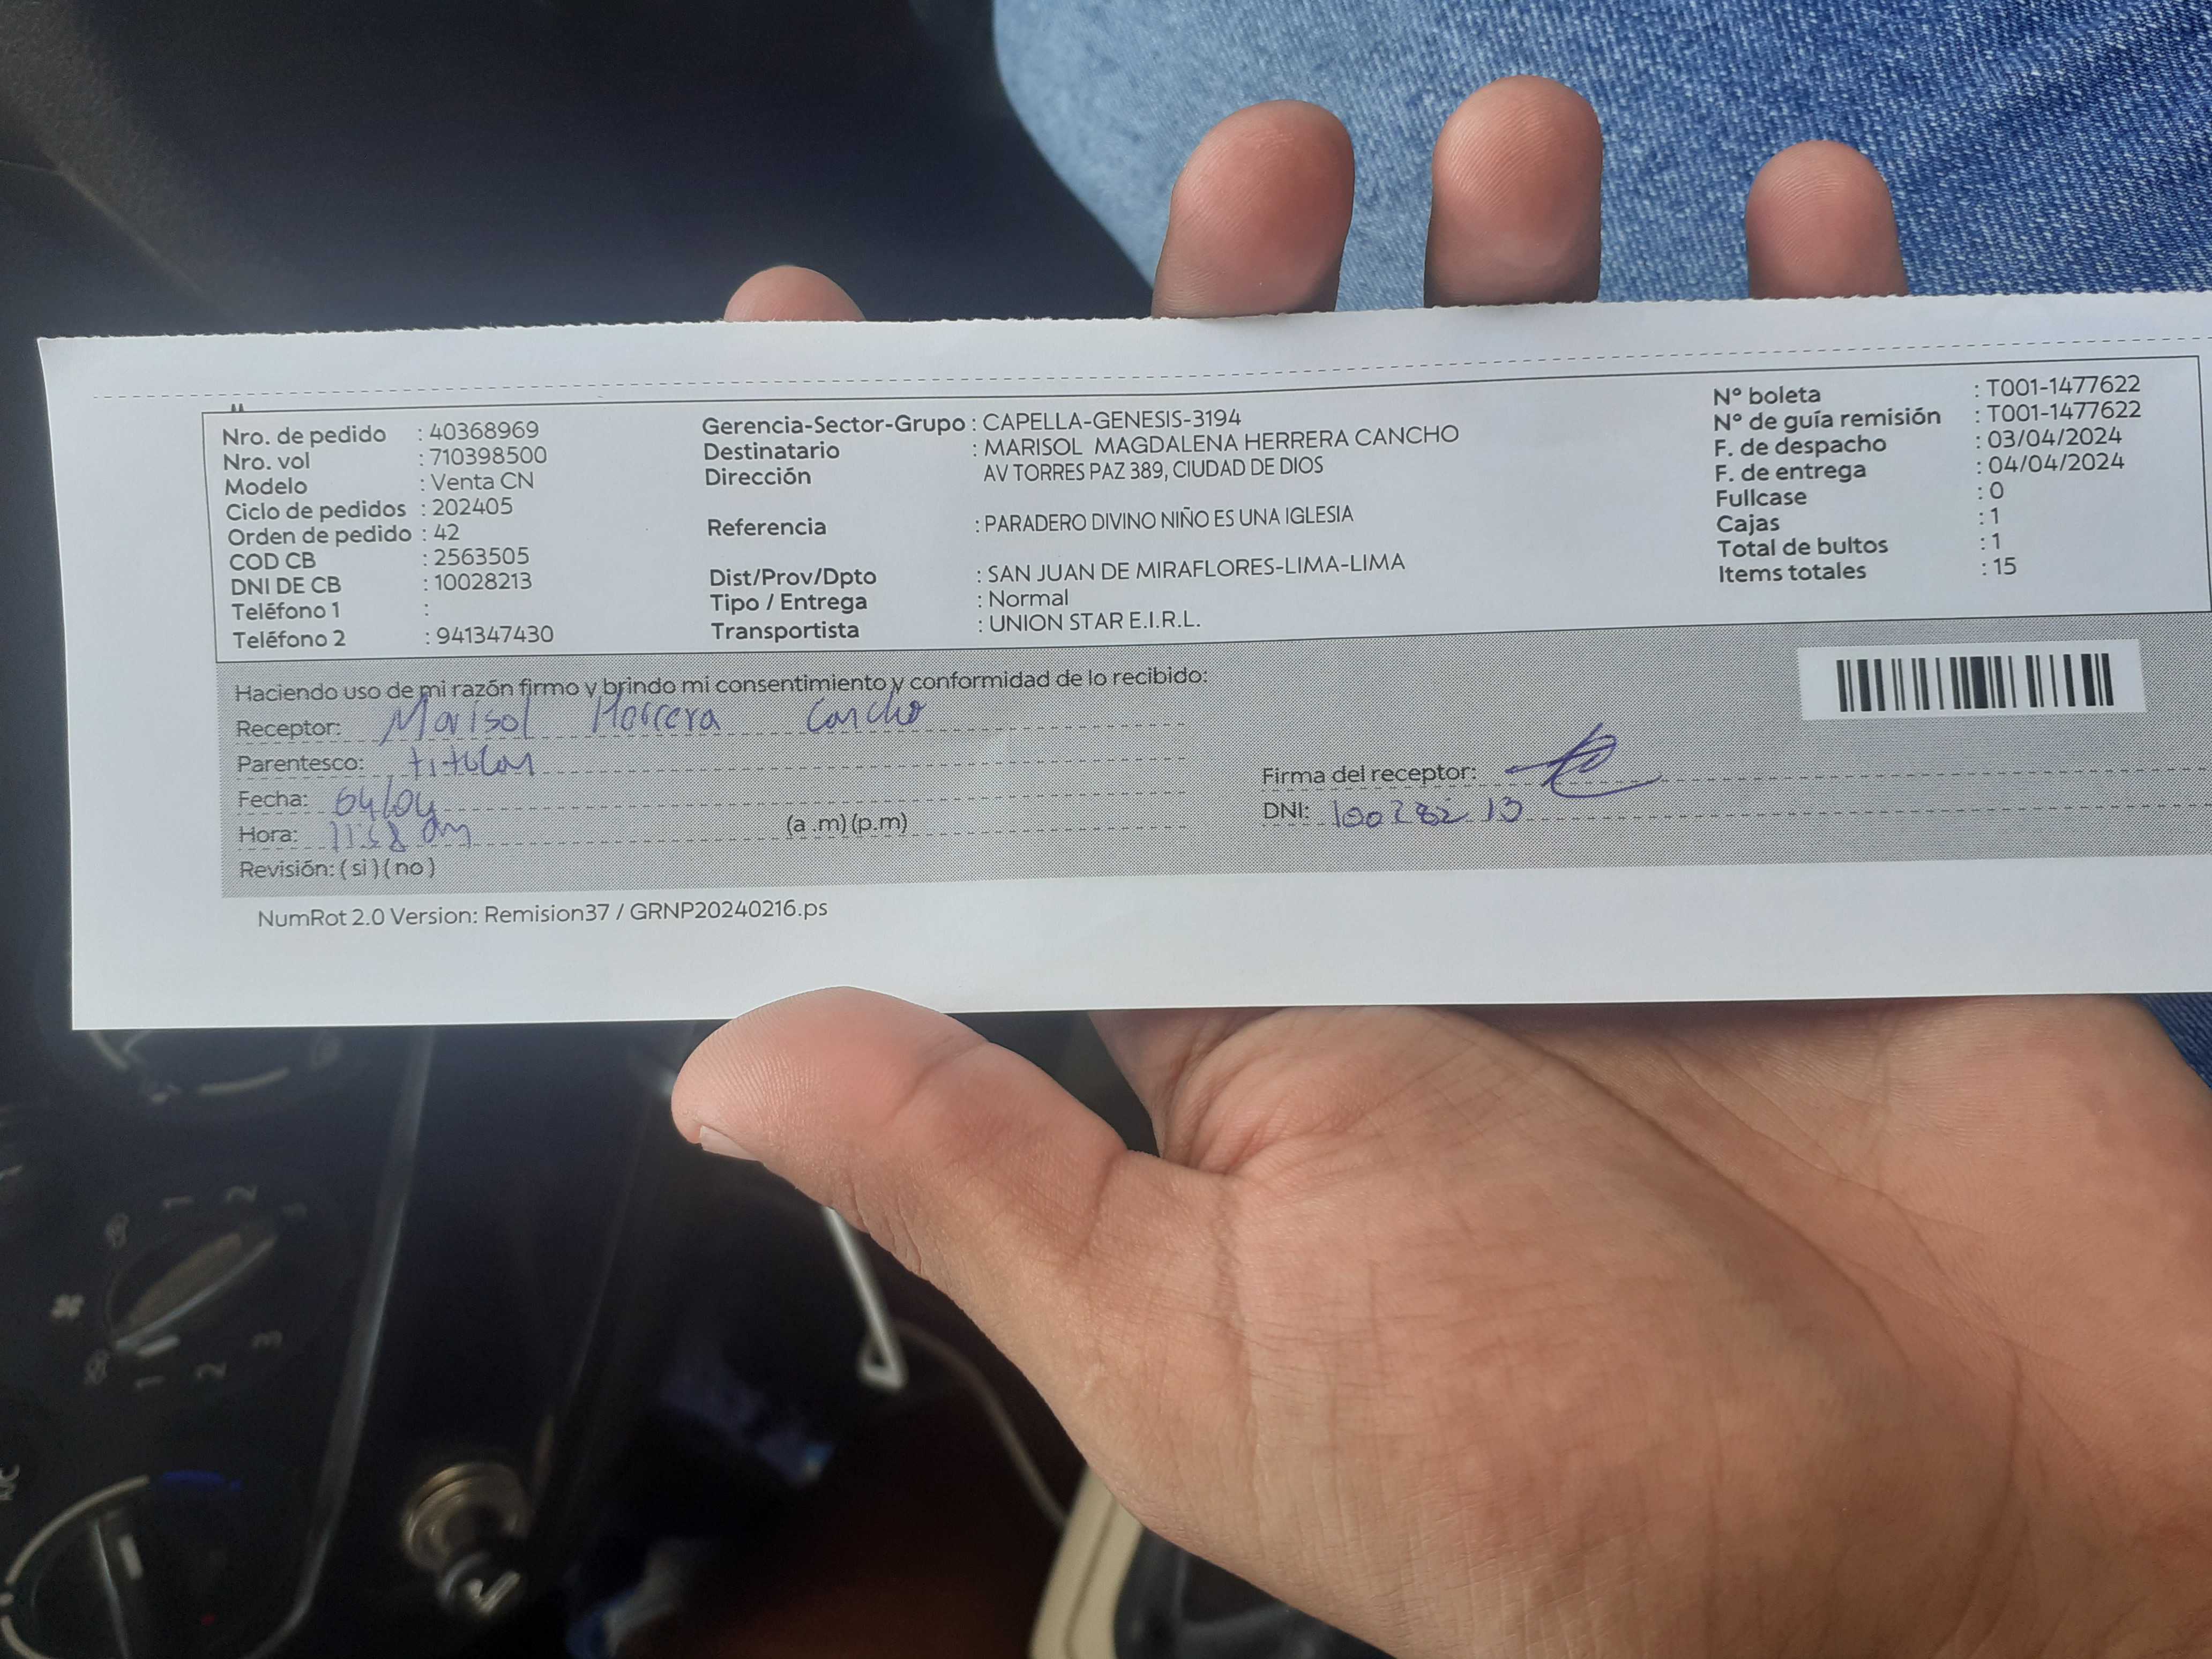 Nro. de pedido : 40368969
Nro. vol : 710398500
Modelo : Venta CN
Ciclo de pedidos : 202405
Orden de pedido : 42
COD CB : 2563505
DNI DE CB : 10028213
Teléfono 1 :
Teléfono 2 : 941347430
Gerencia-Sector-Grupo : CAPELLA-GENESIS-3194
Destinatario : MARISOL MAGDALENA HERRERA CANCHO
Dirección AV TORRES PAZ 389, CIUDAD DE DIOS
Referencia : PARADERO DIVINO NIÑO ES UNA IGLESIA
Dist/Prov/Dpto : SAN JUAN DE MIRAFLORES-LIMA-LIMA
Tipo / Entrega : Normal
Transportista : UNION STAR E.I.R.L.
Nº boleta : T001-1477622
Nº de guía remisión : T001-1477622
F. de despacho : 03/04/2024
F. de entrega : 04/04/2024
Fullcase : 0
Cajas : 1
Total de bultos : 1
Items totales : 15
Haciendo uso de mi razón firmo y brindo mi consentimiento y conformidad de lo recibido:
Receptor: Marisol Herrera Cancho
Parentesco: titular
Fecha: 04/04
Hora: am (a .m) (p.m)
Revisión: ( si ) ( no )
Firma del receptor:
DNI: 10028213
NumRot 2.0 Version: Remision37 / GRNP20240216.ps
1 2
3
1 2
A/C